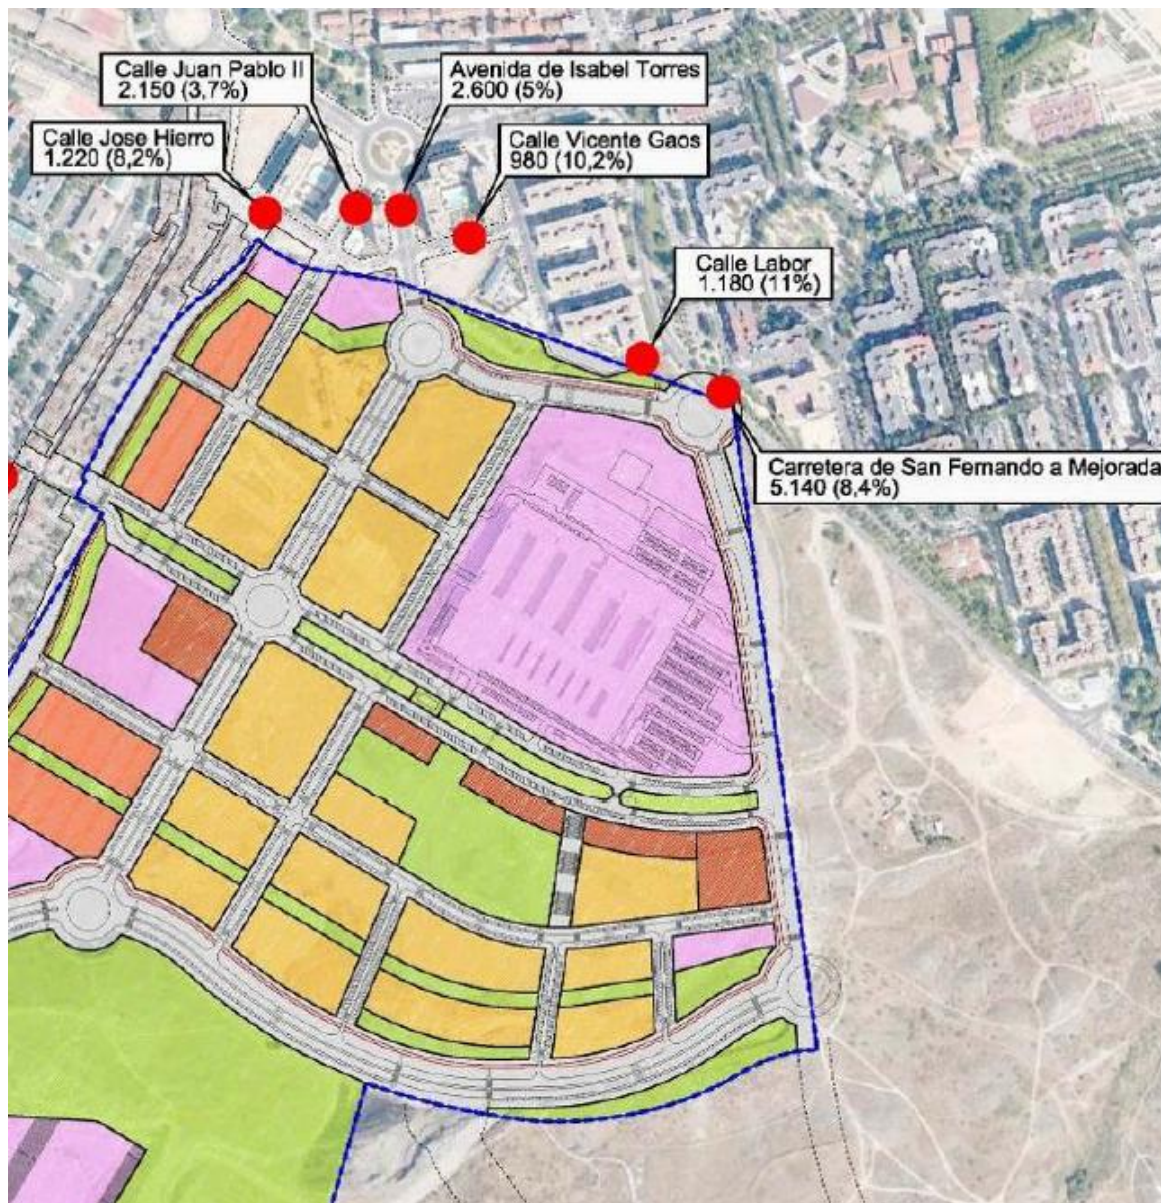 Calle Juan Pablo II
2.150 (3,7%)
Avenida de Isabel Torres
2.600 (5%)
Calle Jose Hierro
1.220 (8,2%)
Calle Vicente Gaos
980 (10,2%)
Calle Labor
1.180 (11%)
Carretera de San Fernando a Mejorada
5.140 (8,4%)